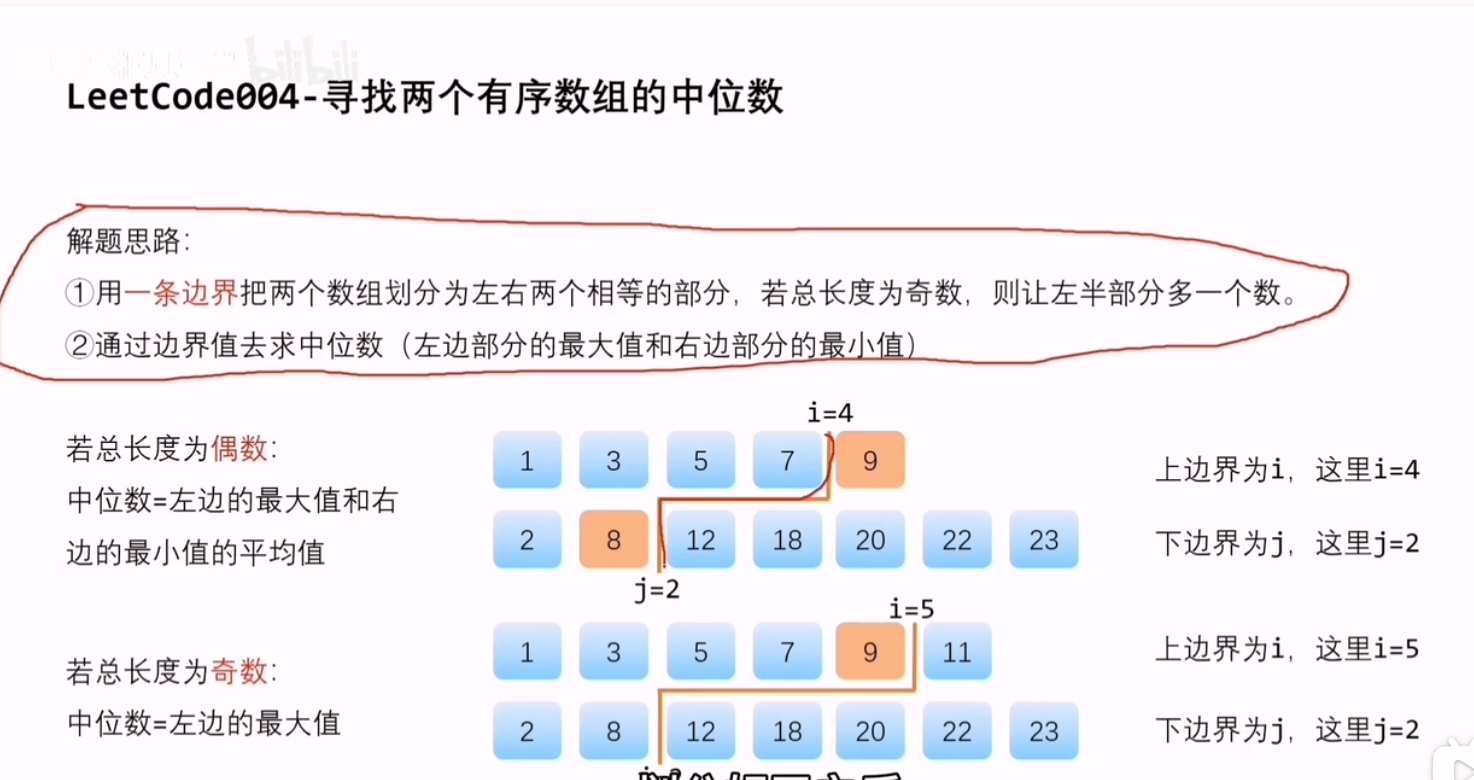 bilibili
LeetCode004-寻找两个有序数组的中位数
解题思路：
①用一条边界把两个数组划分为左右两个相等的部分，若总长度为奇数，则让左半部分多一个数。
②通过边界值去求中位数（左边部分的最大值和右边部分的最小值）
若总长度为偶数：
中位数=左边的最大值和右
边的最小值的平均值
i=4
1 3 5 7 9
上边界为i，这里i=4
2 8 12 18 20 22 23
下边界为j，这里j=2
j=2
若总长度为奇数：
中位数=左边的最大值
i=5
1 3 5 7 9 11
上边界为i，这里i=5
2 8 12 18 20 22 23
下边界为j，这里j=2